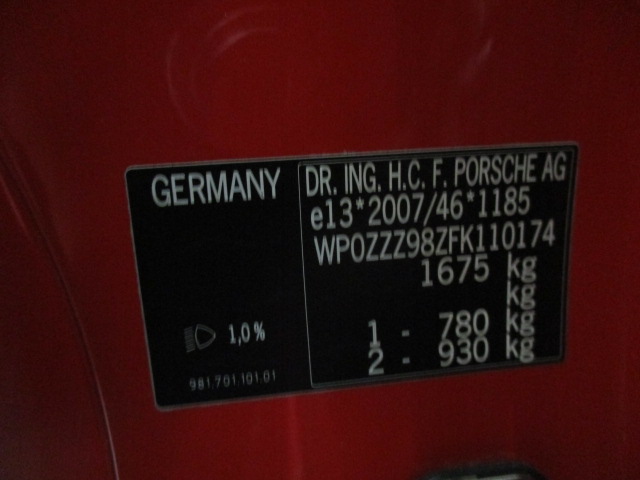 GERMANY
DR. ING. H.C. F. PORSCHE AG
e13*2007/46*1185
WP0ZZZ98ZFK110174
1675 kg
kg
1 - 780 kg
2 - 930 kg
1,0%
981.701.101.01